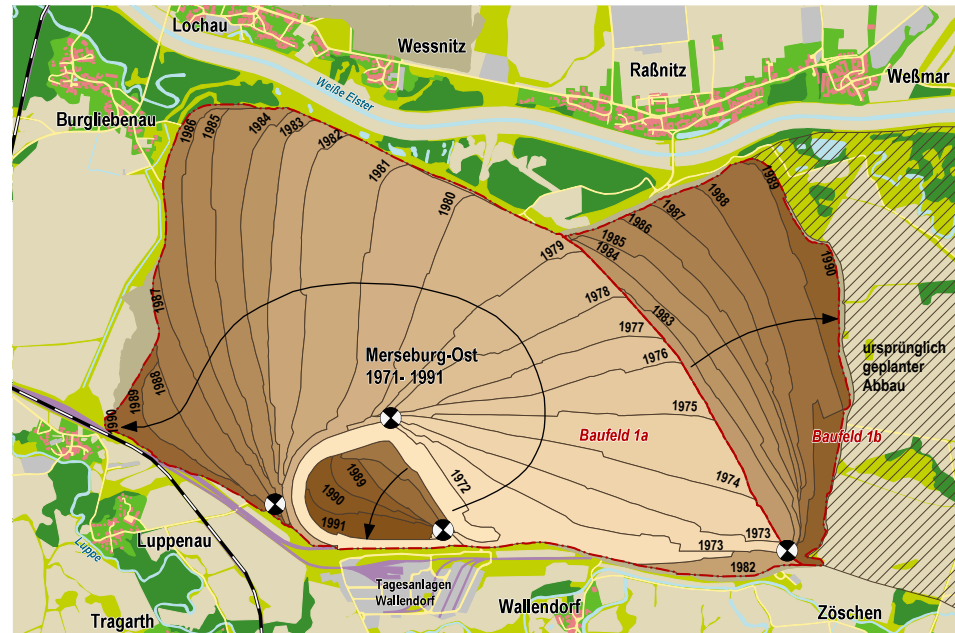 Lochau
Wessnitz
Raßnitz
Weßmar
Weiße Elster
Burgliebenau
1986
1985
1984
1983
1982
1981
1980
1979
1978
1977
1976
1975
1974
1973
1973
1972
1982
1983
1984
1985
1986
1987
1988
1989
1990
1987
1988
1989
1990
Merseburg-Ost
1971- 1991
ursprünglich
geplanter
Abbau
Baufeld 1a
Baufeld 1b
1989
1990
1991
Luppenau
Luppe
Tagesanlagen
Wallendorf
Wallendorf
Zöschen
Tragarth